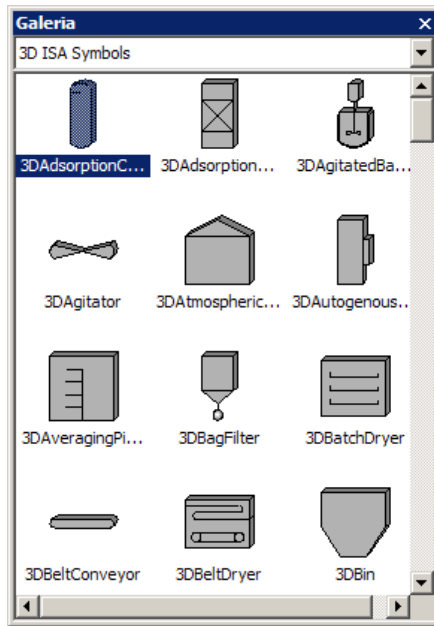 Galeria
3D ISA Symbols
3DAdsorptionC... 3DAdsorption... 3DAgitatedBa...
3DAgitator 3DAtmospheric... 3DAutogenous...
3DAveragingPi... 3DBagFilter 3DBatchDryer
3DBeltConveyor 3DBeltDryer 3DBin